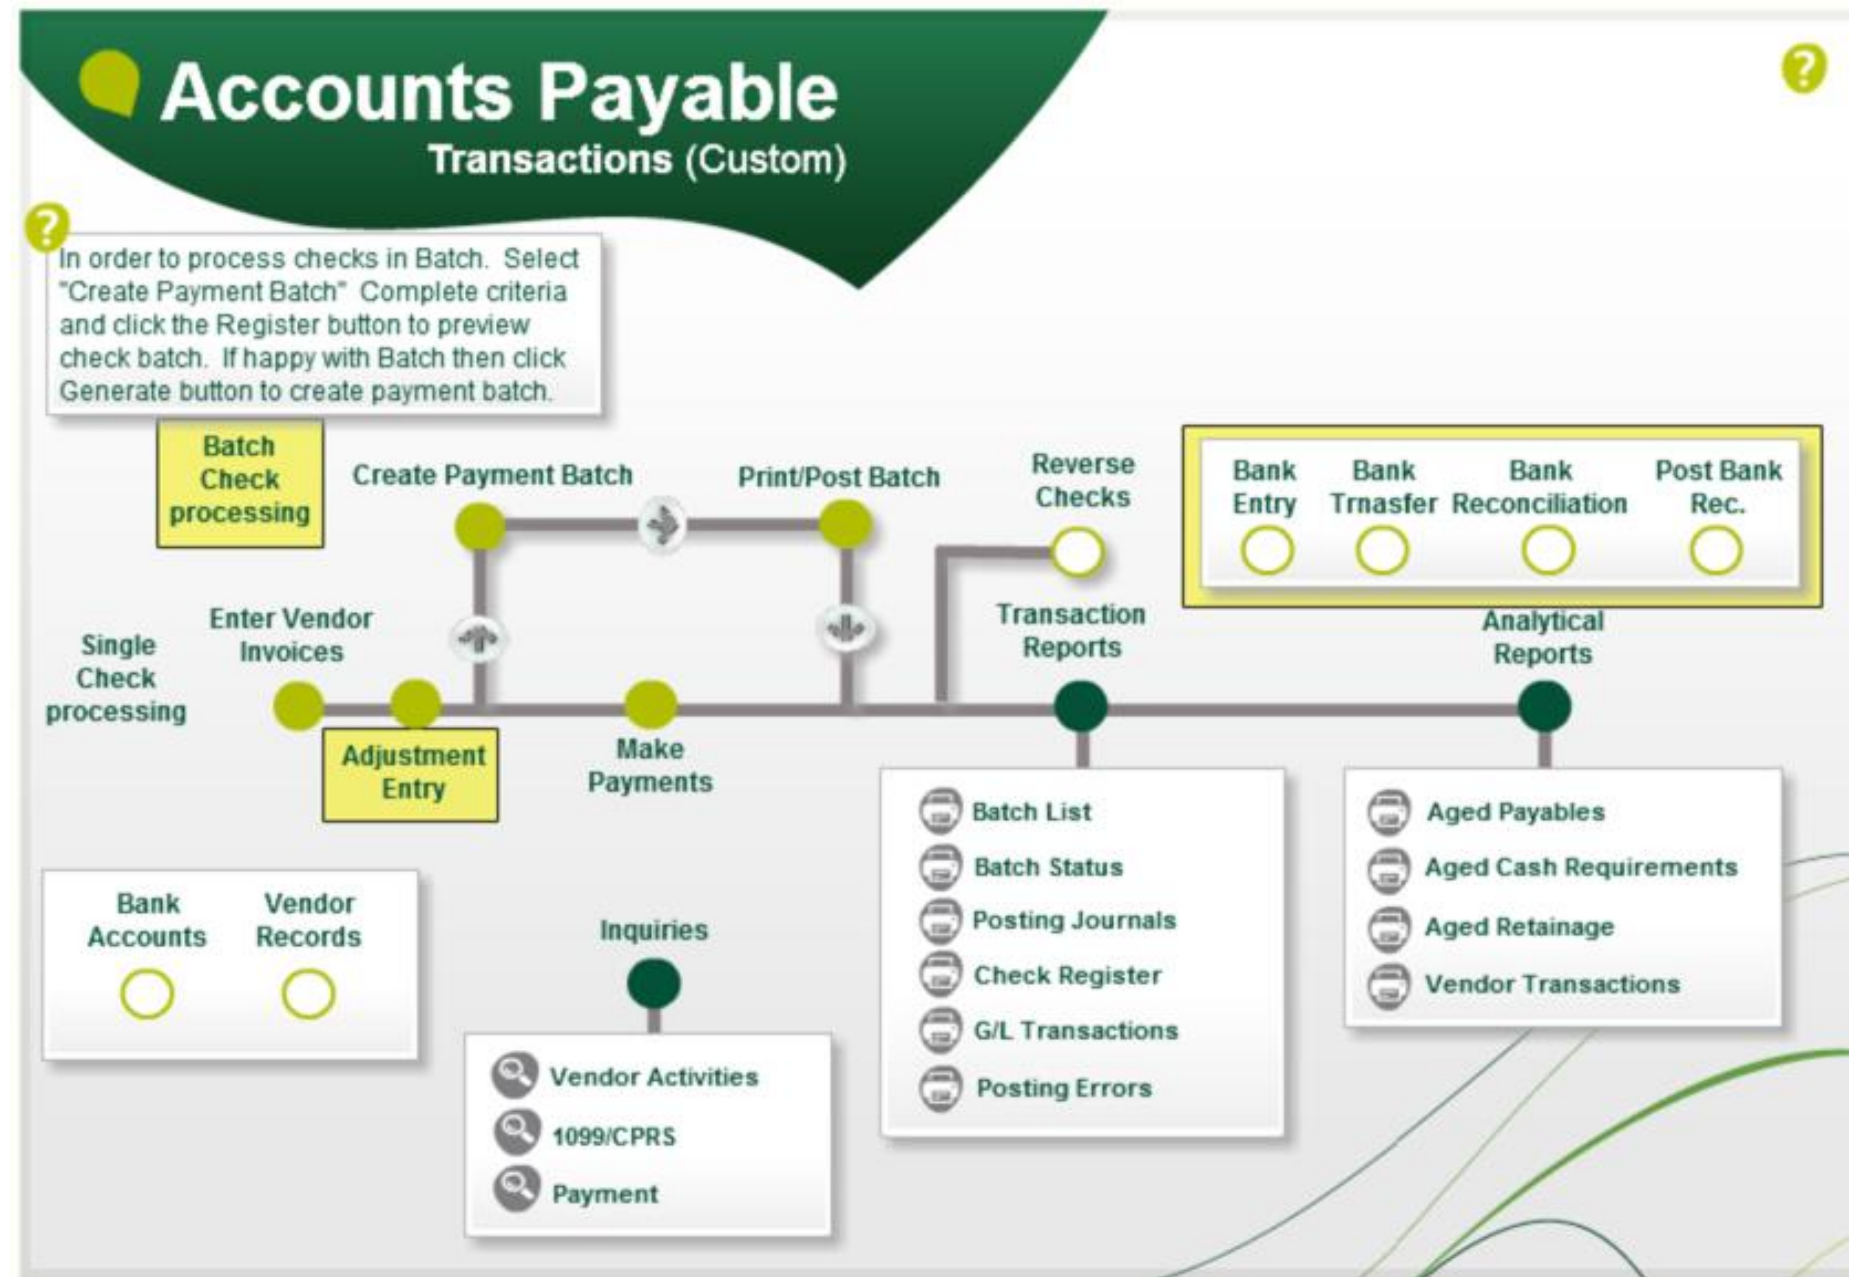 Accounts Payable
Transactions (Custom)
?
?
In order to process checks in Batch.  Select
"Create Payment Batch"  Complete criteria
and click the Register button to preview
check batch.  If happy with Batch then click
Generate button to create payment batch.
Batch
Check
processing
Create Payment Batch
Print/Post Batch
Reverse
Checks
Bank
Entry
Bank
Trnasfer
Bank
Reconciliation
Post Bank
Rec.
Single
Check
processing
Enter Vendor
Invoices
Adjustment
Entry
Make
Payments
Transaction
Reports
Analytical
Reports
Bank
Accounts
Vendor
Records
Inquiries
Vendor Activities
1099/CPRS
Payment
Batch List
Batch Status
Posting Journals
Check Register
G/L Transactions
Posting Errors
Aged Payables
Aged Cash Requirements
Aged Retainage
Vendor Transactions